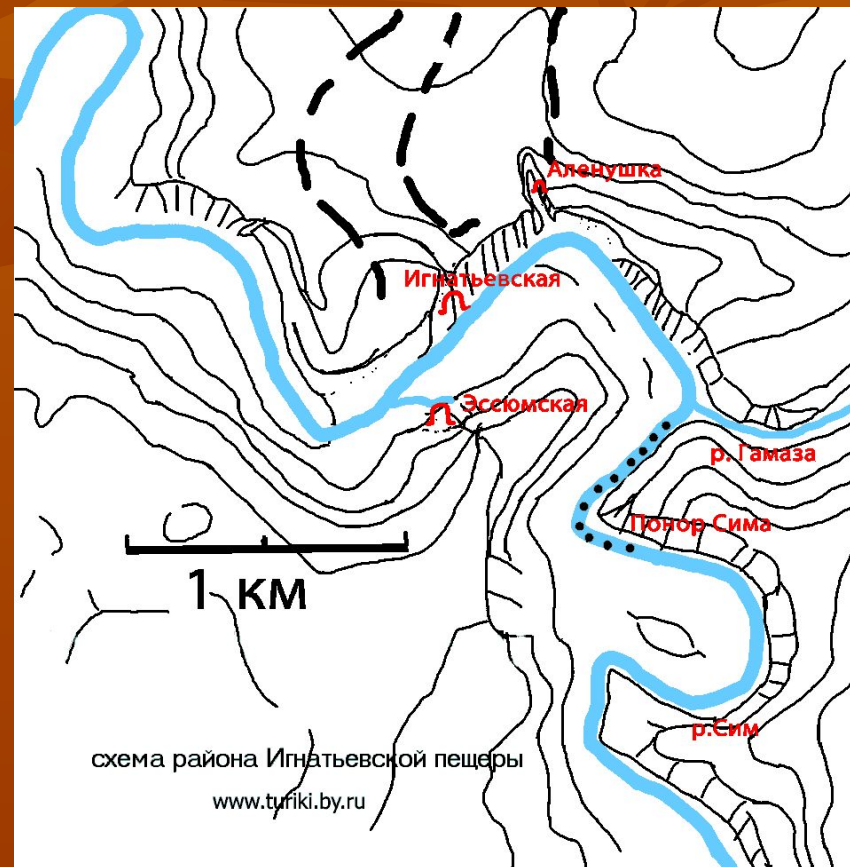 Аленушка
Игнатьевская
Эссюмская
р. Гамаза
Понор Сима
1 км
р.Сим
схема района Игнатьевской пещеры
www.turiki.by.ru